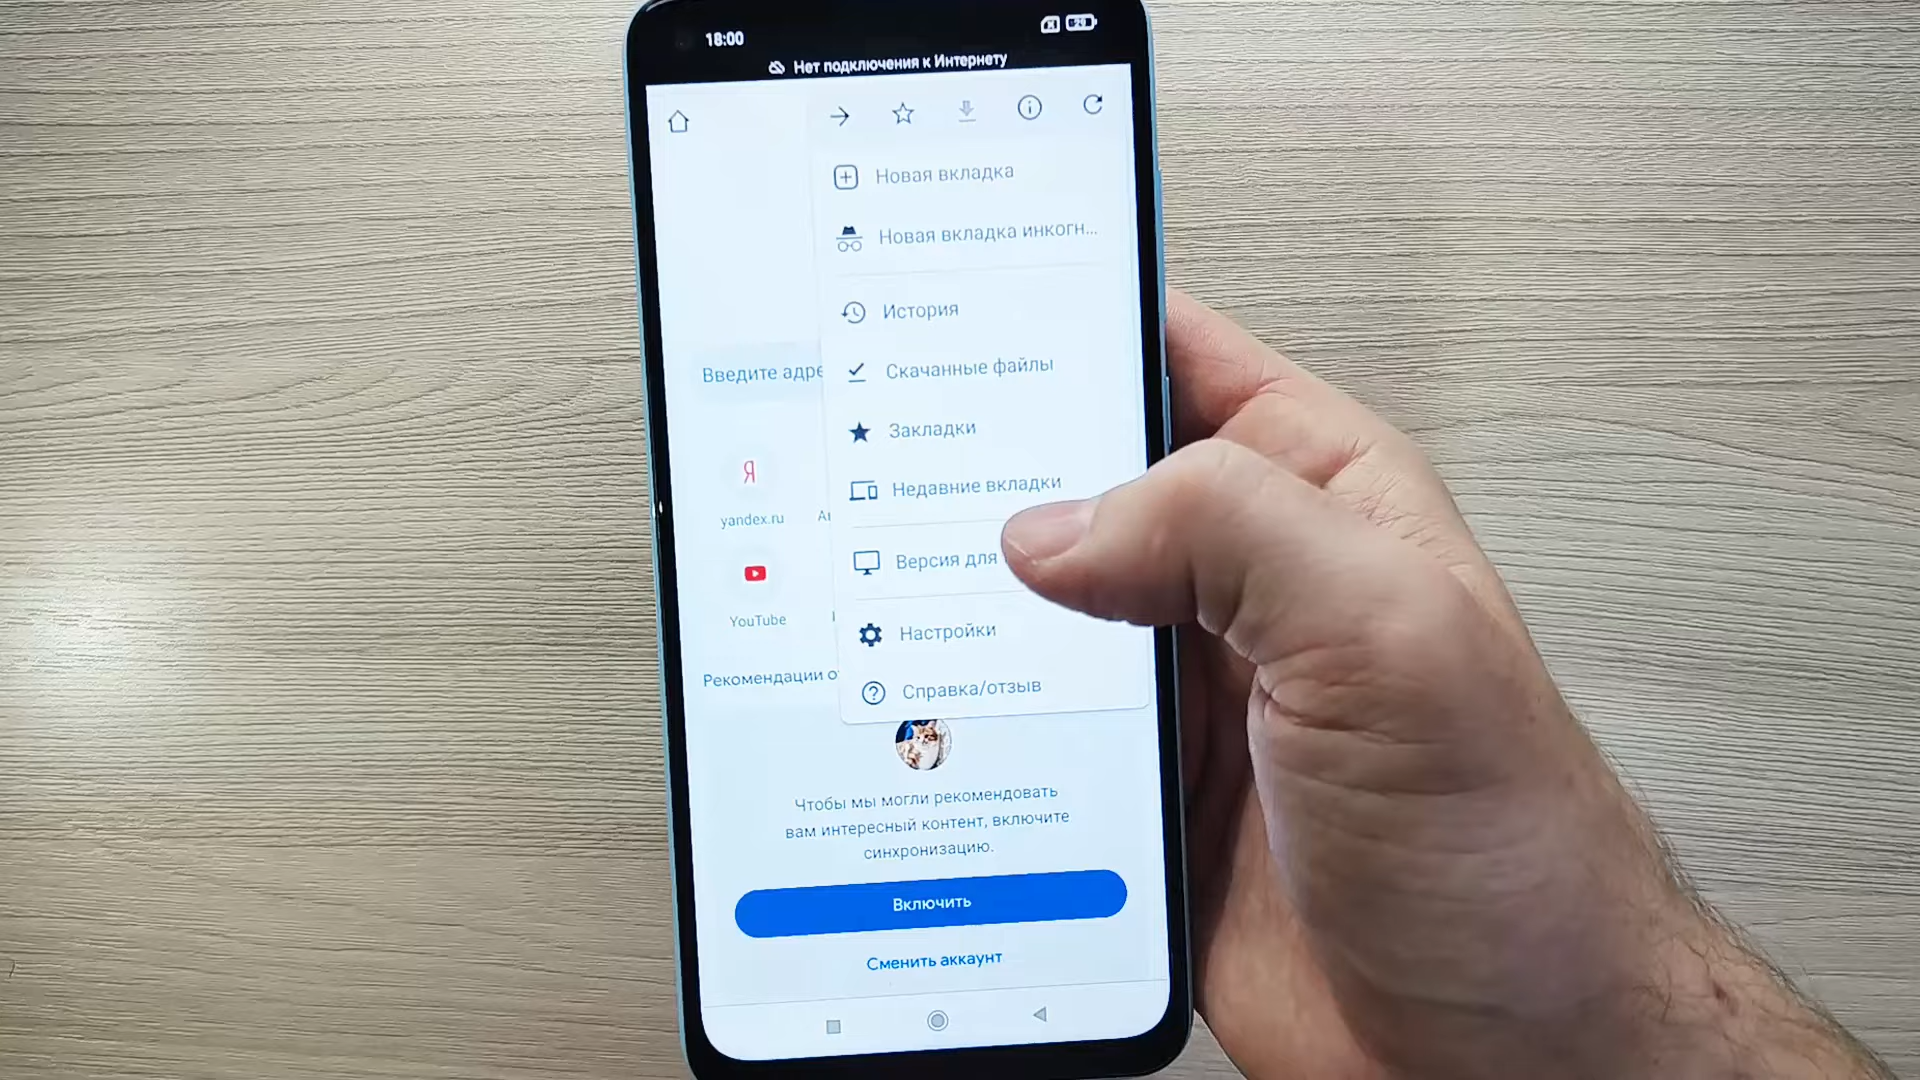 18:00
Нет подключения к Интернету
Новая вкладка
Новая вкладка инкогн...
История
Скачанные файлы
Введите адре
Закладки
Недавние вкладки
Я
yandex.ru
Версия для
YouTube
Настройки
Рекомендации о
Справка/отзыв
Чтобы мы могли рекомендовать
вам интересный контент, включите
синхронизацию.
Включить
Сменить аккаунт